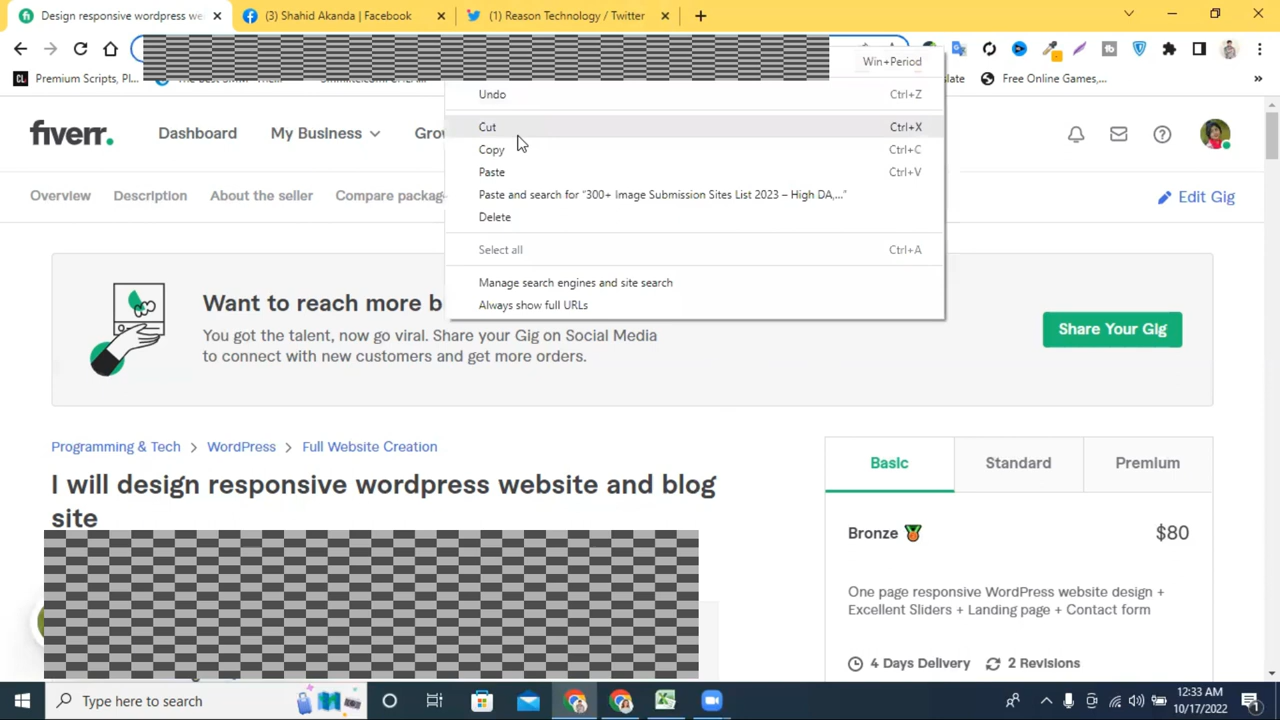 Design responsive wordpress we
(3) Shahid Akanda | Facebook
(1) Reason Technology / Twitter
Premium Scripts, Pl...
Free Online Games,...
Win+Period
Undo Ctrl+Z
Cut Ctrl+X
Copy Ctrl+C
Paste Ctrl+V
Paste and search for “300+ Image Submission Sites List 2023 – High DA,...”
Delete
Select all Ctrl+A
Manage search engines and site search
Always show full URLs
fiverr.
Dashboard
My Business
Overview
Description
About the seller
Compare packag
Edit Gig
Want to reach more b
You got the talent, now go viral. Share your Gig on Social Media
to connect with new customers and get more orders.
Share Your Gig
Programming & Tech > WordPress > Full Website Creation
I will design responsive wordpress website and blog
site
Basic
Standard
Premium
Bronze
$80
One page responsive WordPress website design +
Excellent Sliders + Landing page + Contact form
4 Days Delivery
2 Revisions
Type here to search
12:33 AM
10/17/2022